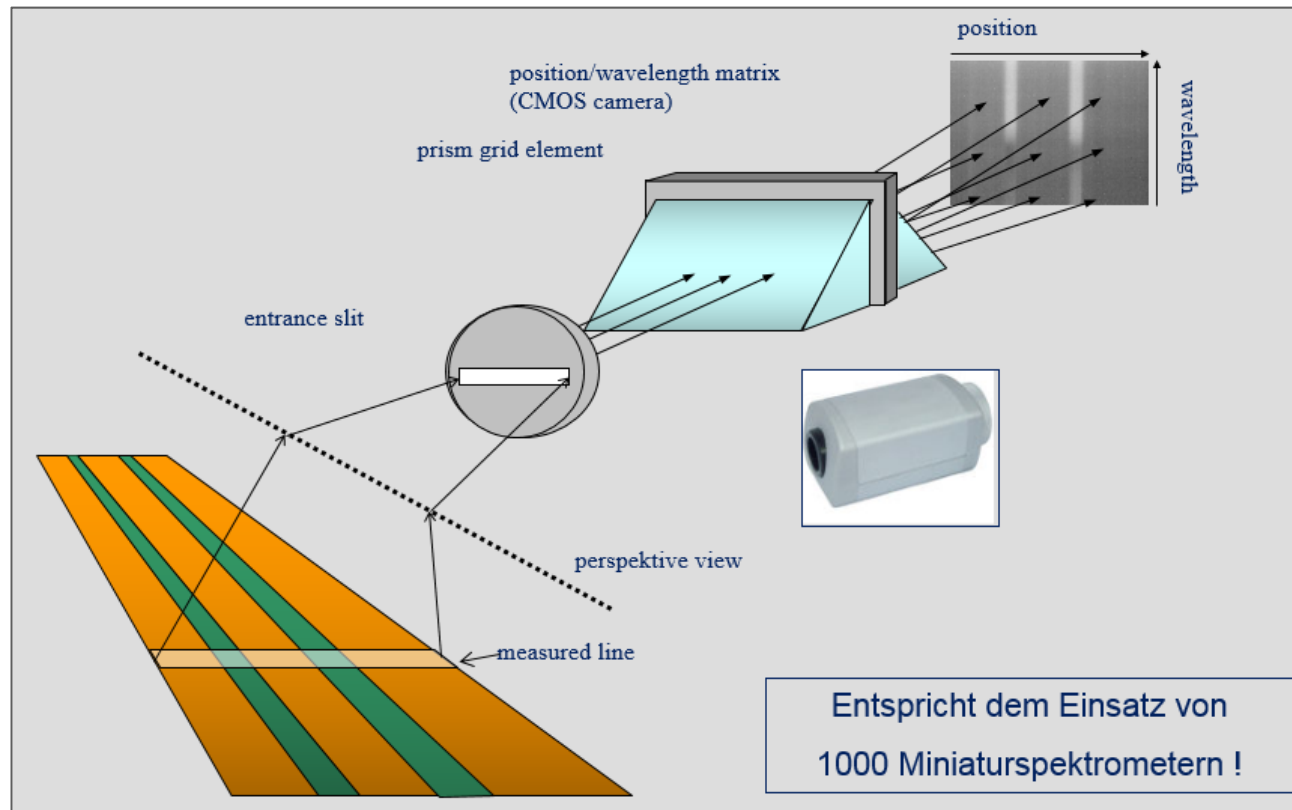 position
position/wavelength matrix
(CMOS camera)
wavelength
prism grid element
entrance slit
perspektive view
measured line
Entspricht dem Einsatz von
1000 Miniaturspektrometern !